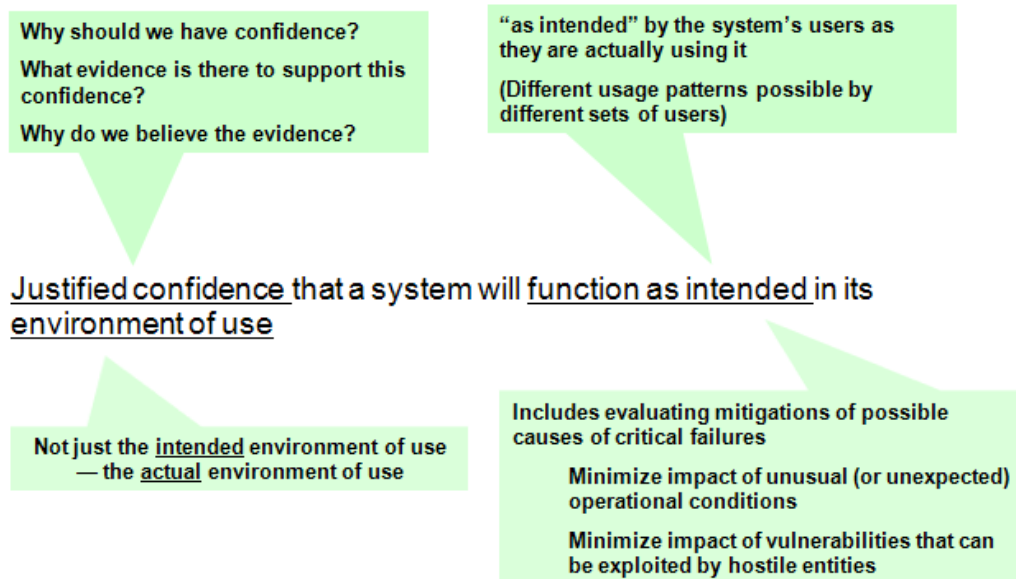 Why should we have confidence?
What evidence is there to support this
confidence?
Why do we believe the evidence?
“as intended” by the system’s users as
they are actually using it
(Different usage patterns possible by
different sets of users)
Justified confidence that a system will function as intended in its
environment of use
Not just the intended environment of use
— the actual environment of use
Includes evaluating mitigations of possible
causes of critical failures
Minimize impact of unusual (or unexpected)
operational conditions
Minimize impact of vulnerabilities that can
be exploited by hostile entities